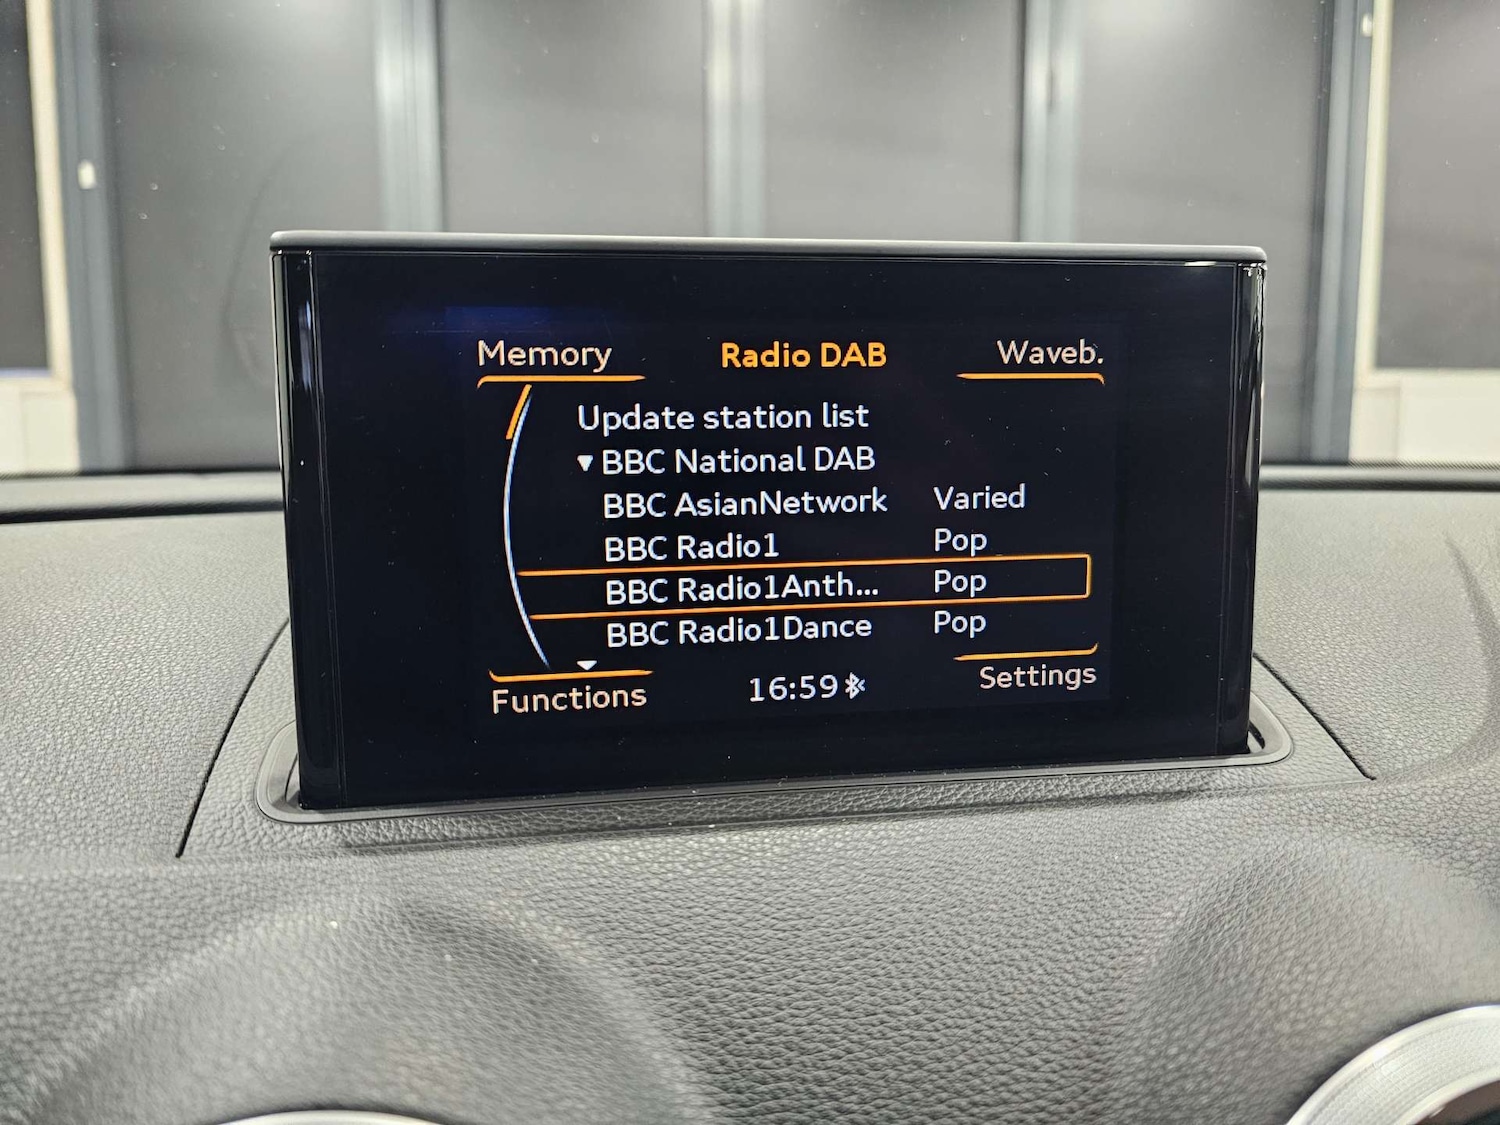 Memory Radio DAB Waveb.
Update station list
▼ BBC National DAB
BBC AsianNetwork Varied
BBC Radio1 Pop
BBC Radio1Anth... Pop
BBC Radio1Dance Pop
Functions 16:59 Settings